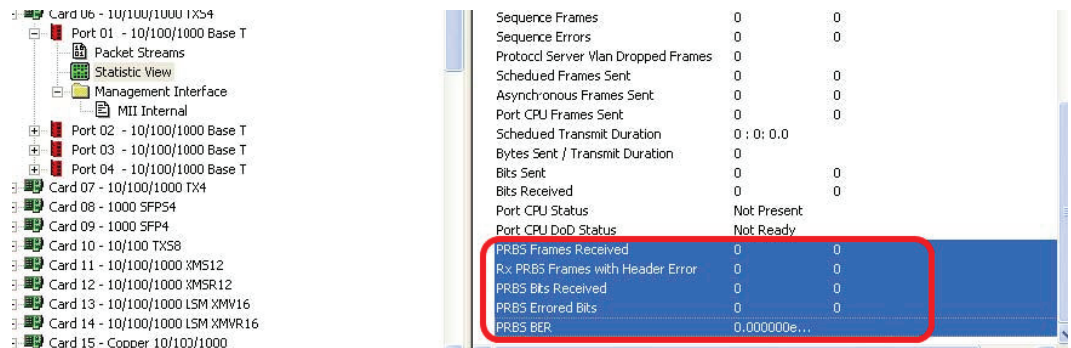 Card 06 - 10/100/1000 TXS4
Port 01 - 10/100/1000 Base T
Packet Streams
Statistic View
Management Interface
MII Internal
Port 02 - 10/100/1000 Base T
Port 03 - 10/100/1000 Base T
Port 04 - 10/100/1000 Base T
Card 07 - 10/100/1000 TX4
Card 08 - 1000 SFPS4
Card 09 - 1000 SFP4
Card 10 - 10/100 TXS8
Card 11 - 10/100/1000 XMS12
Card 12 - 10/100/1000 XMSR12
Card 13 - 10/100/1000 LSM XMV16
Card 14 - 10/100/1000 LSM XMVR16
Card 15 - Copper 10/100/1000
Sequence Frames 0 0
Sequence Errors 0 0
Protocol Server Vlan Dropped Frames 0
Scheduled Frames Sent 0 0
Asynchronous Frames Sent 0 0
Port CPU Frames Sent 0 0
Scheduled Transmit Duration 0 : 0: 0.0
Bytes Sent / Transmit Duration 0
Bits Sent 0 0
Bits Received 0 0
Port CPU Status Not Present
Port CPU DoD Status Not Ready
PRBS Frames Received 0 0
Rx PRBS Frames with Header Error 0 0
PRBS Bits Received 0 0
PRBS Errored Bits 0 0
PRBS BER 0.000000e...